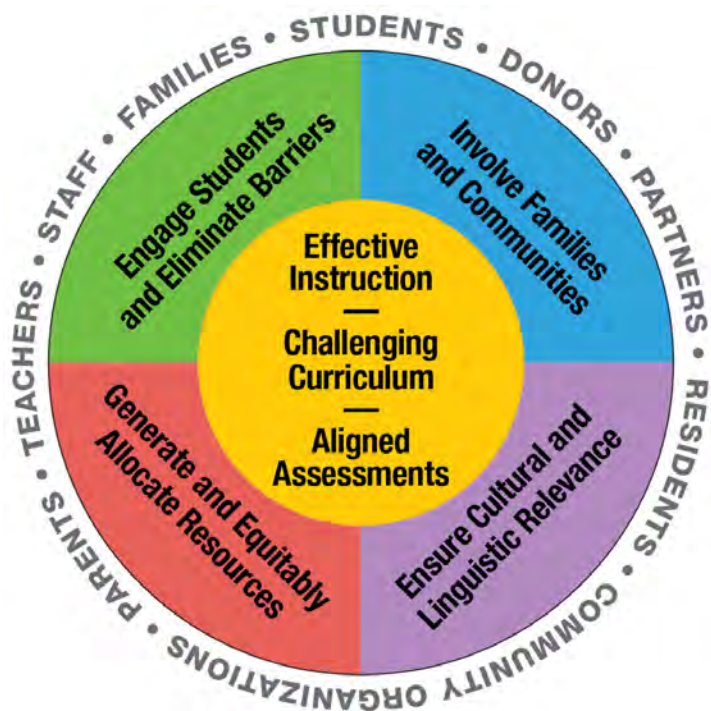 STUDENTS • DONORS • PARTNERS • RESIDENTS • COMMUNITY ORGANIZATIONS • PARENTS • TEACHERS • STAFF • FAMILIES •
Engage Students
and Eliminate Barriers
Involve Families
and Communities
Effective
Instruction
—
Challenging
Curriculum
—
Aligned
Assessments
Generate and Equitably
Allocate Resources
Ensure Cultural and
Linguistic Relevance